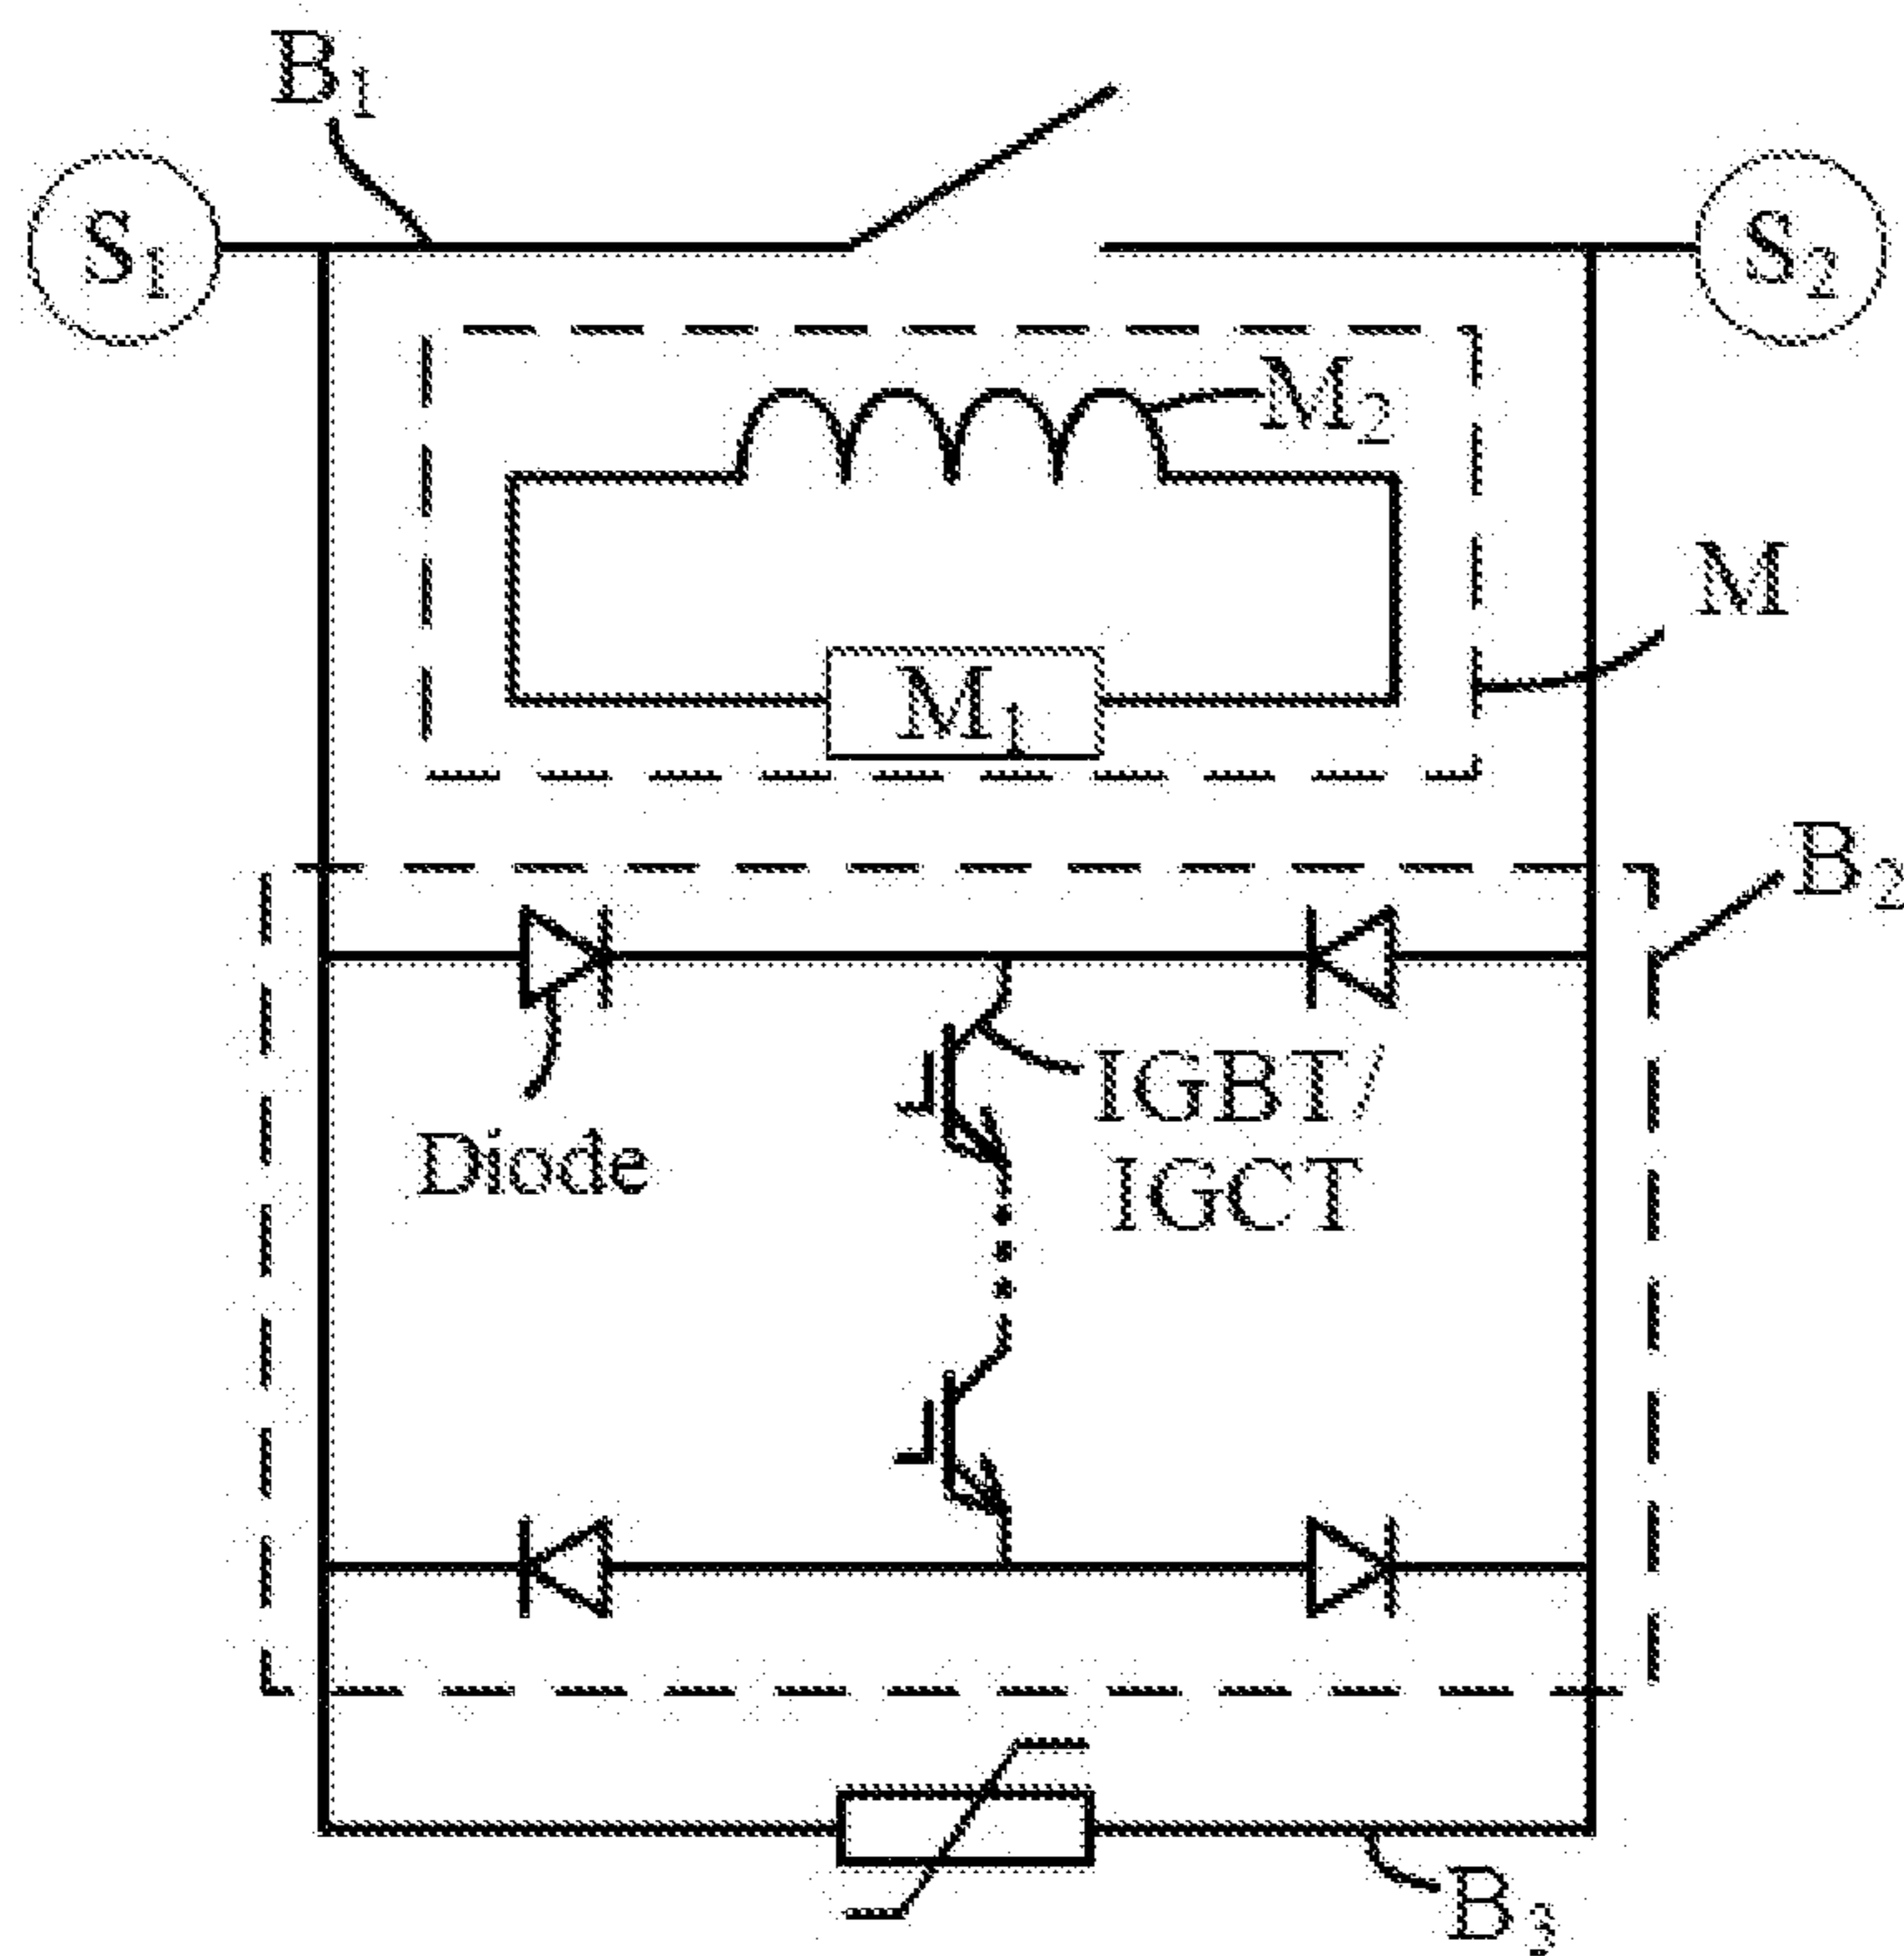 B₁
S₁
S₂
M₂
M
M₁
B₂
IGBT/
IGCT
Diode
B₃